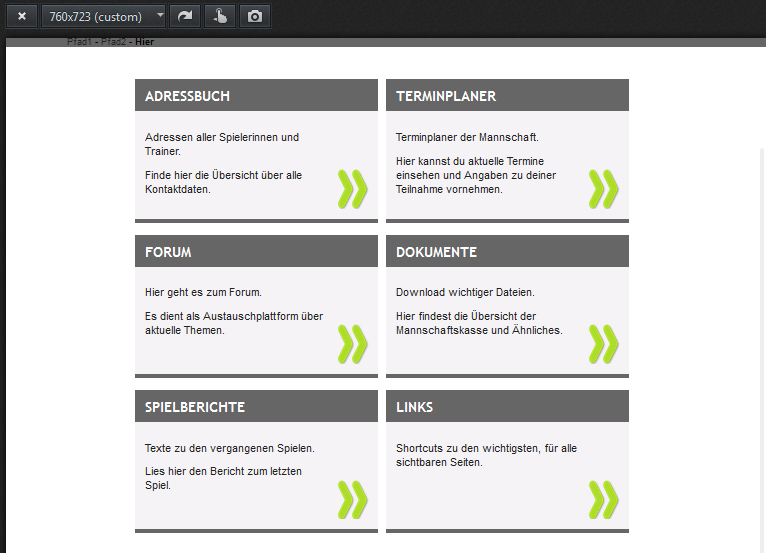 760x723 (custom)
Pfad1 - Pfad2 - Hier
ADRESSBUCH
Adressen aller Spielerinnen und
Trainer.
Finde hier die Übersicht über alle
Kontaktdaten.
TERMINPLANER
Terminplaner der Mannschaft.
Hier kannst du aktuelle Termine
einsehen und Angaben zu deiner
Teilnahme vornehmen.
FORUM
Hier geht es zum Forum.
Es dient als Austauschplattform über
aktuelle Themen.
DOKUMENTE
Download wichtiger Dateien.
Hier findest die Übersicht der
Mannschaftskasse und Ähnliches.
SPIELBERICHTE
Texte zu den vergangenen Spielen.
Lies hier den Bericht zum letzten
Spiel.
LINKS
Shortcuts zu den wichtigsten, für alle
sichtbaren Seiten.